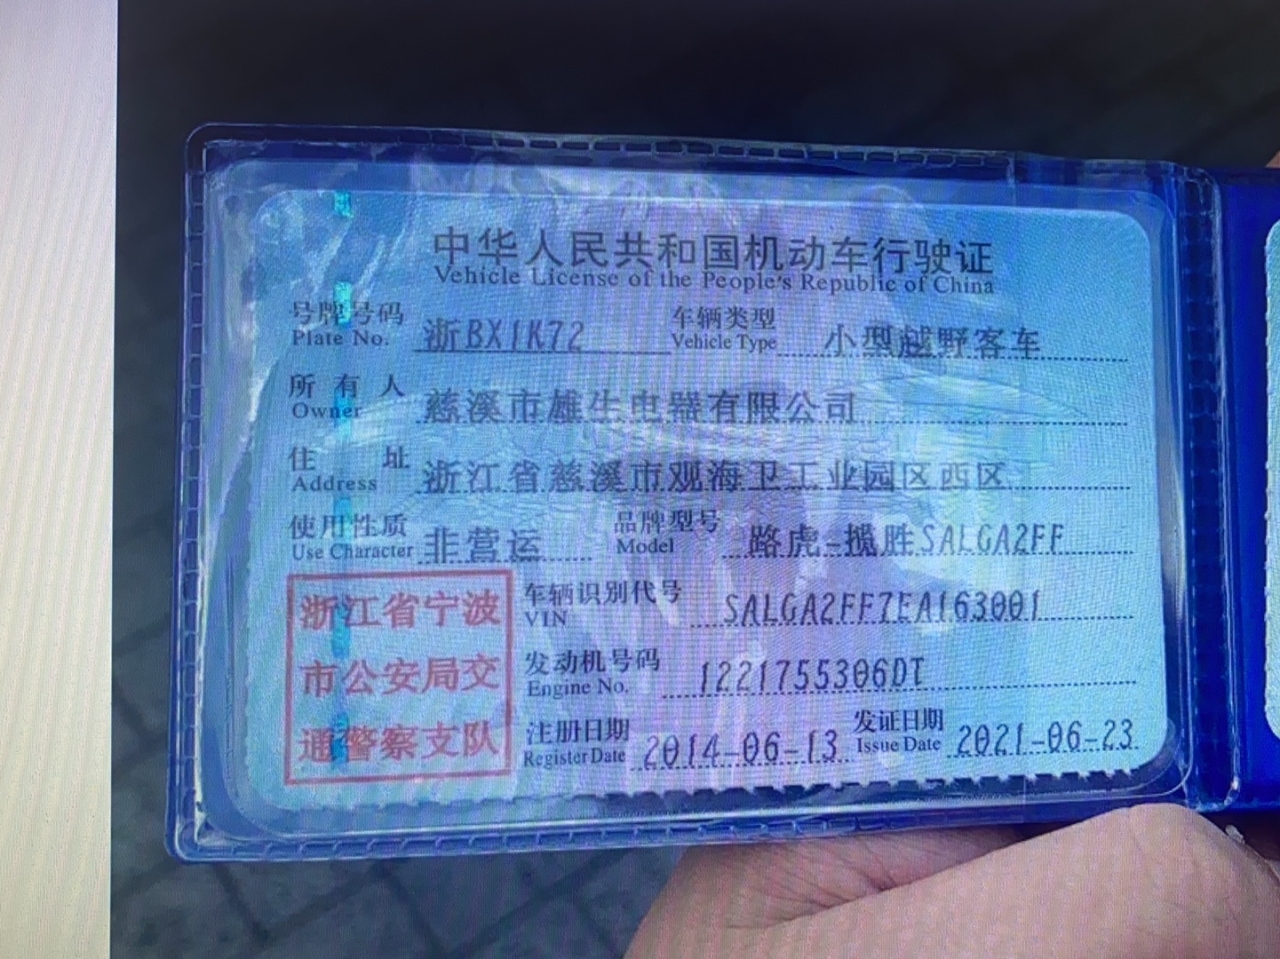 中华人民共和国机动车行驶证
Vehicle License of the People's Republic of China
号牌号码 浙BX1K72 车辆类型 小型越野客车
Plate No. Vehicle Type
所有人 慈溪市雄生电器有限公司
Owner
住址 浙江省慈溪市观海卫工业园区西区
Address
使用性质 非营运 品牌型号 路虎-揽胜SALGA2FF
Use Character Model
浙江省宁波
市公安局交
通警察支队
车辆识别代号 SALGA2FF7EA163001
VIN
发动机号码 1221755306DT
Engine No.
注册日期 2014-06-13 发证日期 2021-06-23
Register Date Issue Date